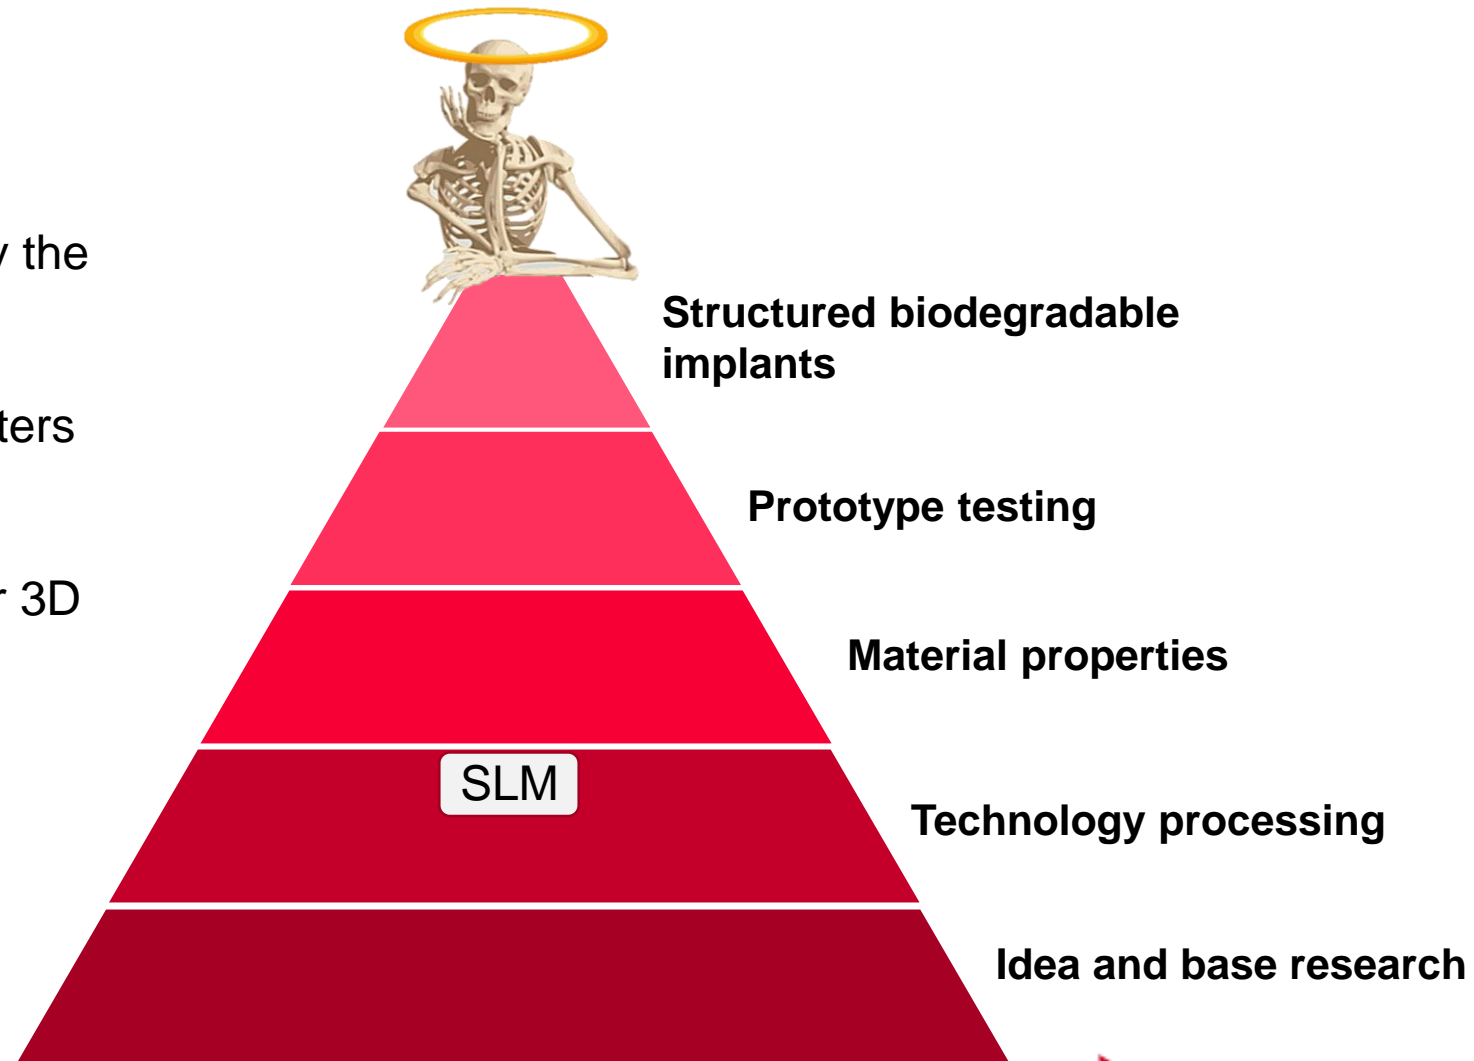 y the
ters
r 3D
Structured biodegradable
implants
Prototype testing
Material properties
SLM
Technology processing
Idea and base research